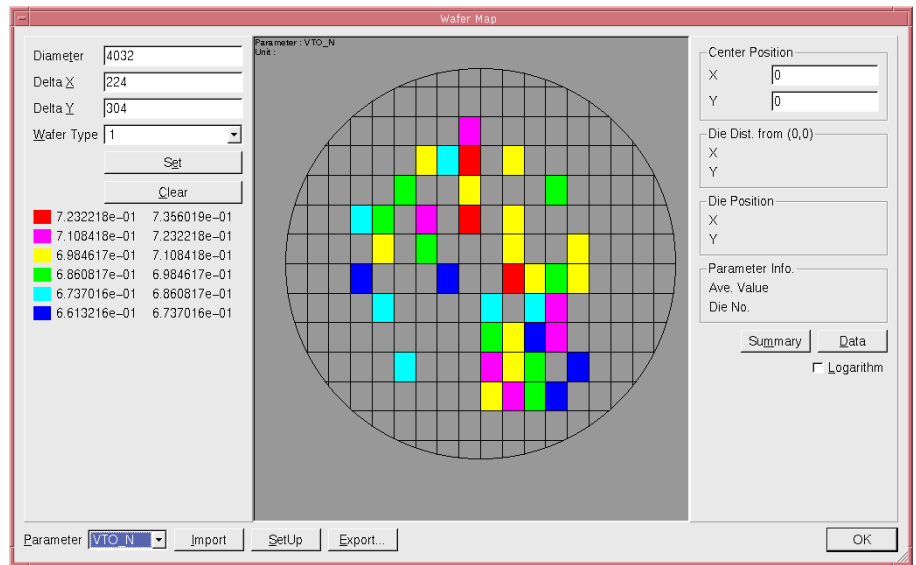 Wafer Map
Diameter 4032
Delta X 224
Delta Y 304
Wafer Type 1
Set
Clear
7.232218e-01 7.356019e-01
7.108418e-01 7.232218e-01
6.984617e-01 7.108418e-01
6.860817e-01 6.984617e-01
6.737016e-01 6.860817e-01
6.613216e-01 6.737016e-01
Parameter : VTO_N
Unit :
Center Position
X 0
Y 0
Die Dist. from (0,0)
X
Y
Die Position
X
Y
Parameter Info.
Ave. Value
Die No.
Summary Data
Logarithm
Parameter VTO_N Import SetUp Export... OK